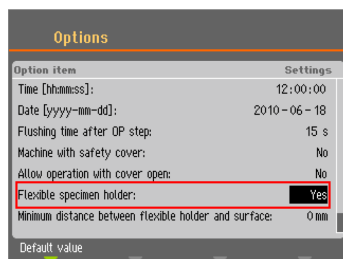 Options
Option item Settings
Time [hh:mm:ss]: 12:00:00
Date [yyyy-mm-dd]: 2010-06-18
Flushing time after OP step: 15 s
Machine with safety cover: No
Allow operation with cover open: No
Flexible specimen holder: Yes
Minimum distance between flexible holder and surface: 0 mm
Default value